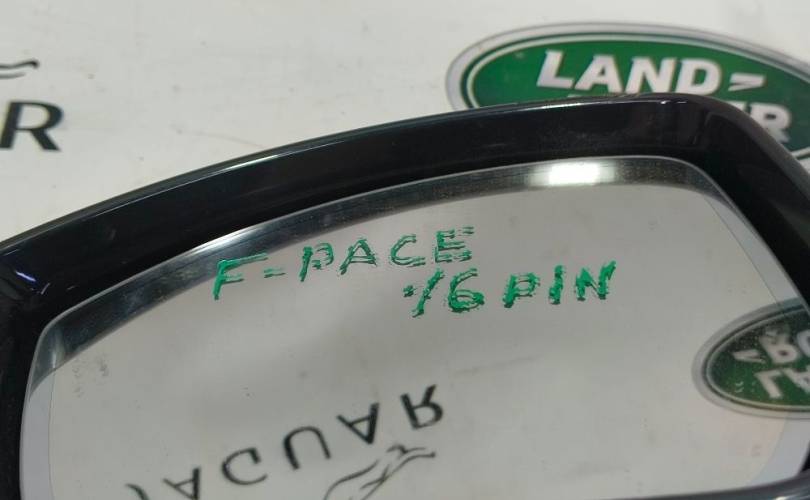 LAND
F-PACE
16 PIN
JAGUAR